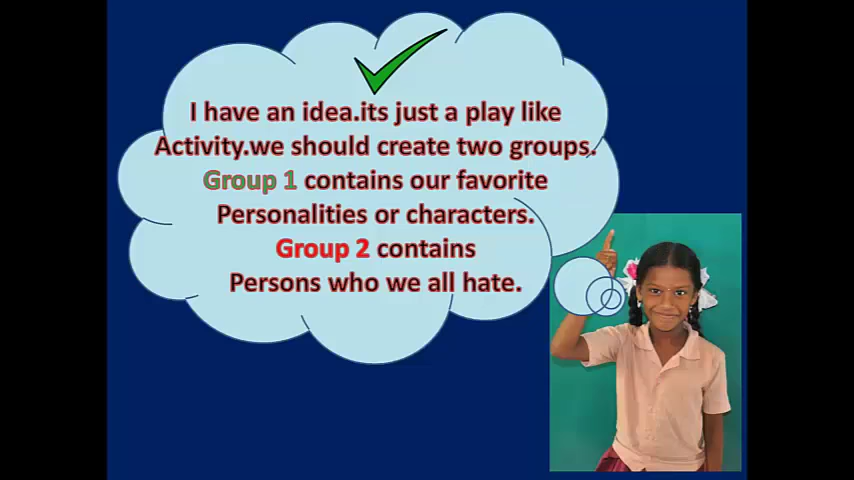 I have an idea.its just a play like
Activity.we should create two groups.
Group 1 contains our favorite
Personalities or characters.
Group 2 contains
Persons who we all hate.